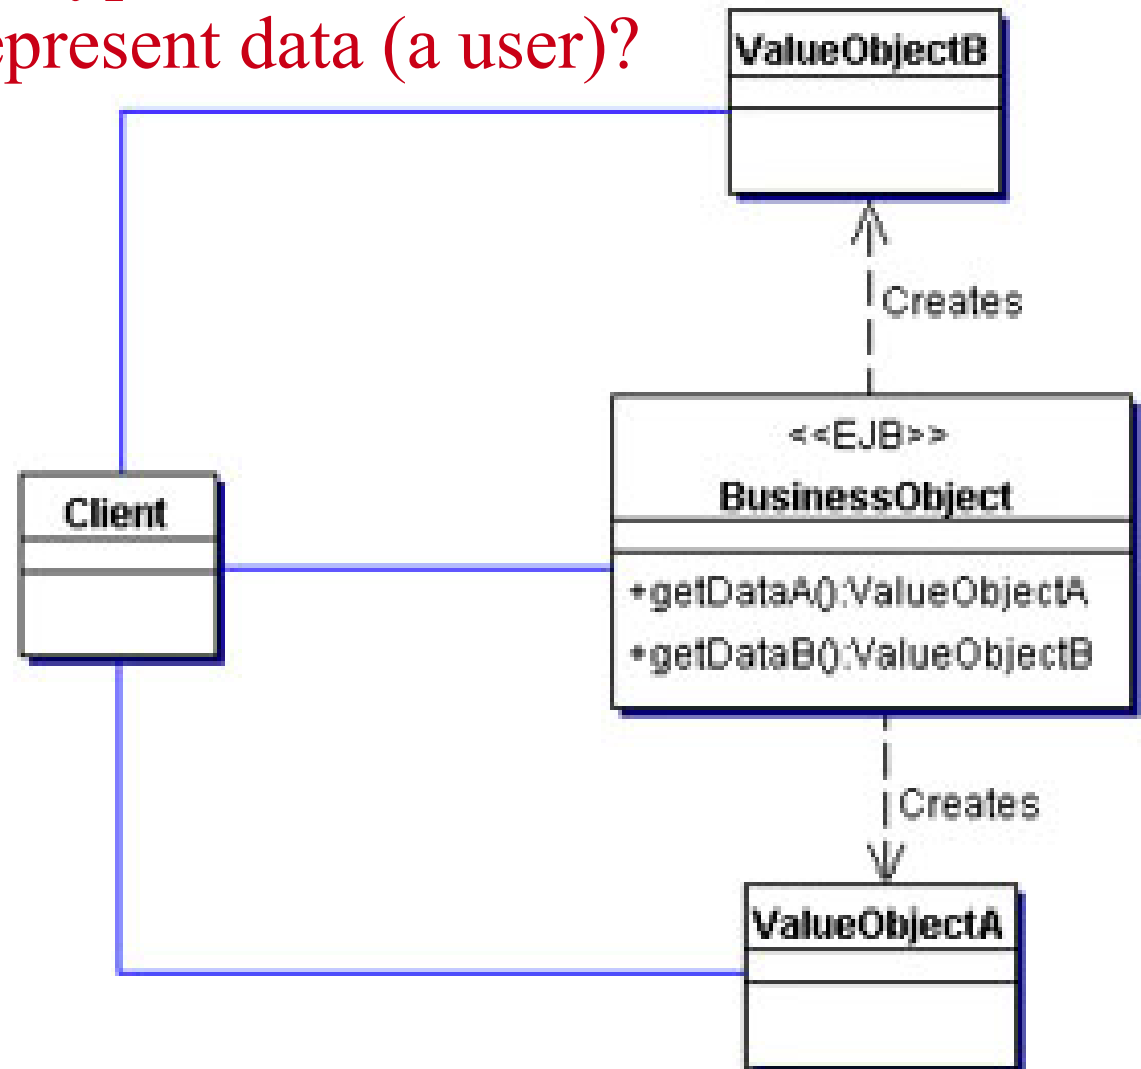 epresent data (a user)?
ValueObjectB
Creates
<<EJB>>
BusinessObject
Client
+getDataA():ValueObjectA
+getDataB():ValueObjectB
Creates
ValueObjectA